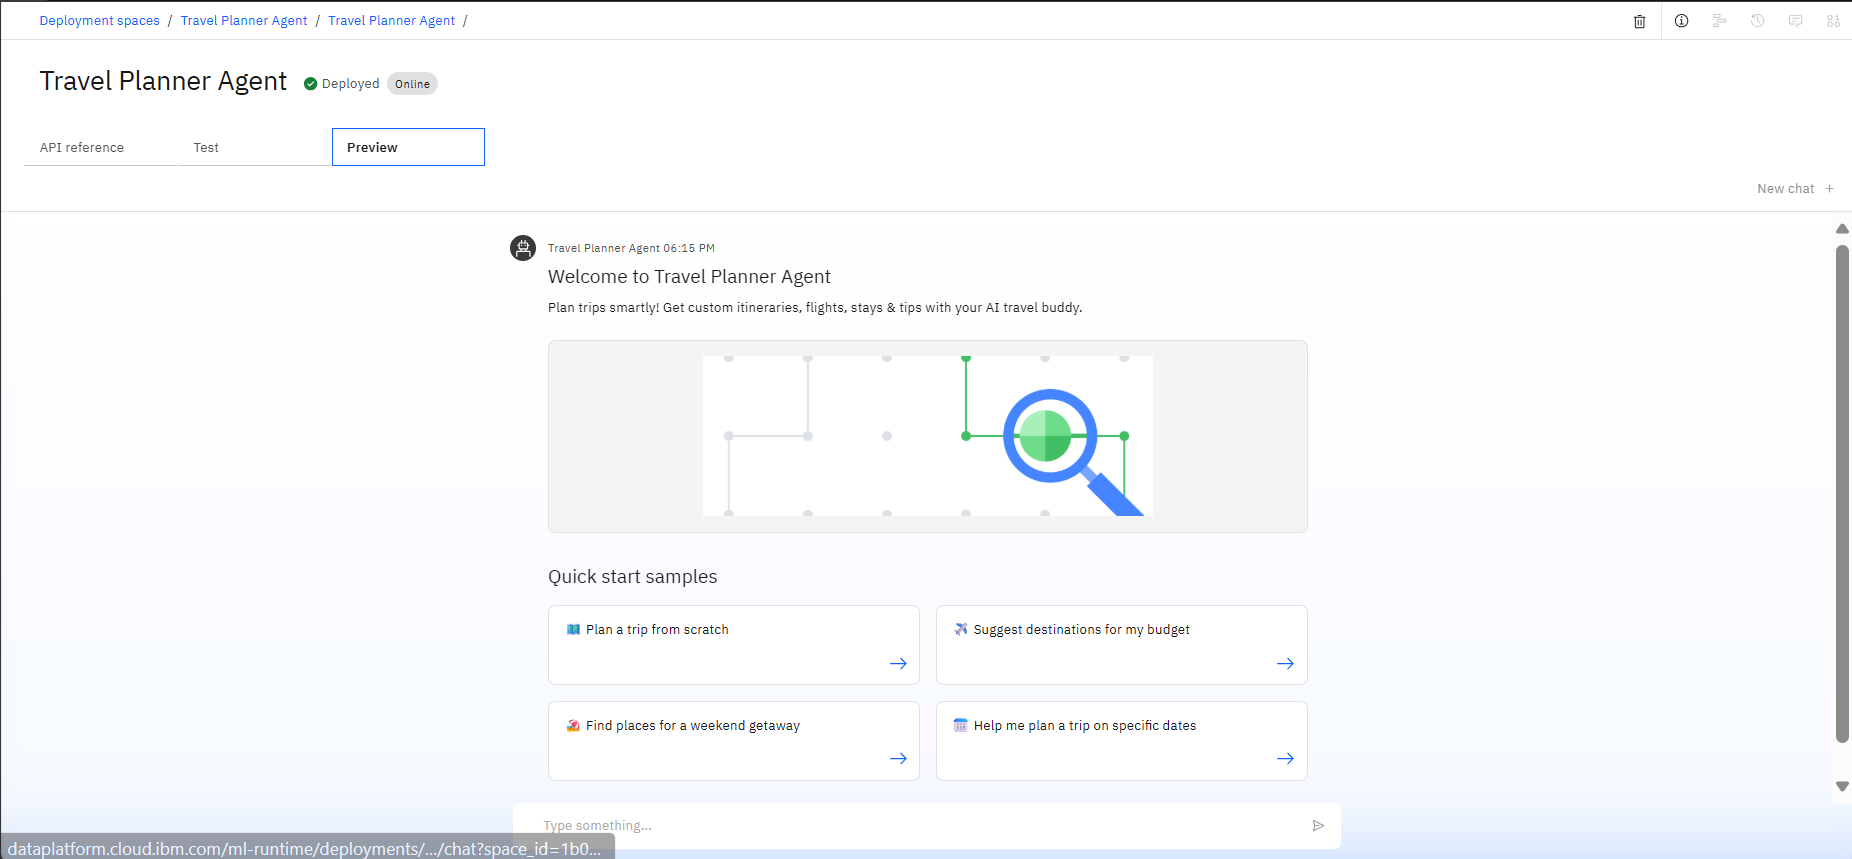 Deployment spaces / Travel Planner Agent / Travel Planner Agent /
Travel Planner Agent Deployed Online
API reference Test Preview
New chat +
Travel Planner Agent 06:15 PM
Welcome to Travel Planner Agent
Plan trips smartly! Get custom itineraries, flights, stays & tips with your AI travel buddy.
Quick start samples
Plan a trip from scratch
Suggest destinations for my budget
Find places for a weekend getaway
Help me plan a trip on specific dates
Type something...
dataplatform.cloud.ibm.com/ml-runtime/deployments/.../chat?space_id=1b0...